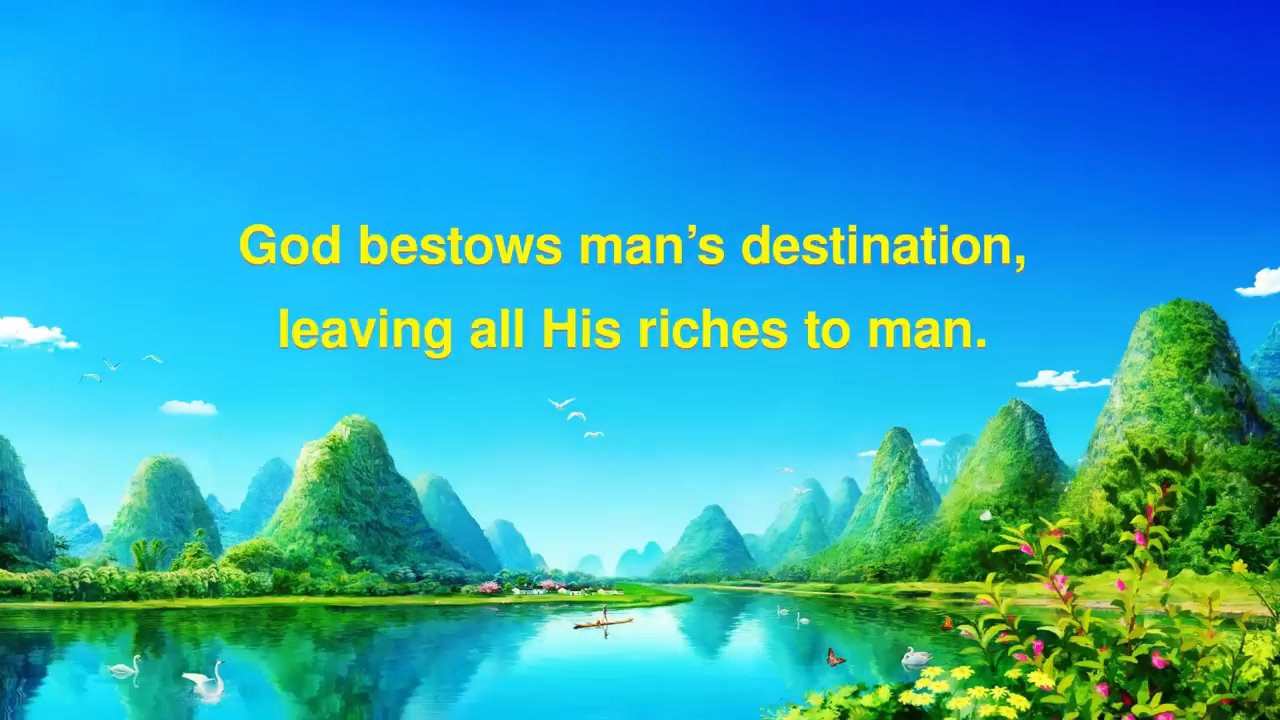 God bestows man’s destination,
leaving all His riches to man.